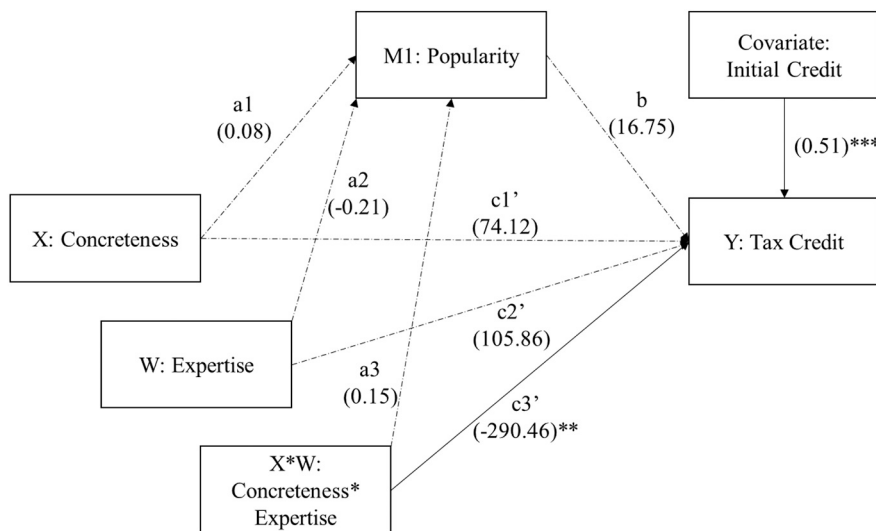 M1: Popularity
Covariate:
Initial Credit
a1
(0.08)
b
(16.75)
(0.51)***
a2
(-0.21)
c1’
(74.12)
X: Concreteness
Y: Tax Credit
c2’
(105.86)
W: Expertise
a3
(0.15)
c3’
(-290.46)**
X*W:
Concreteness*
Expertise